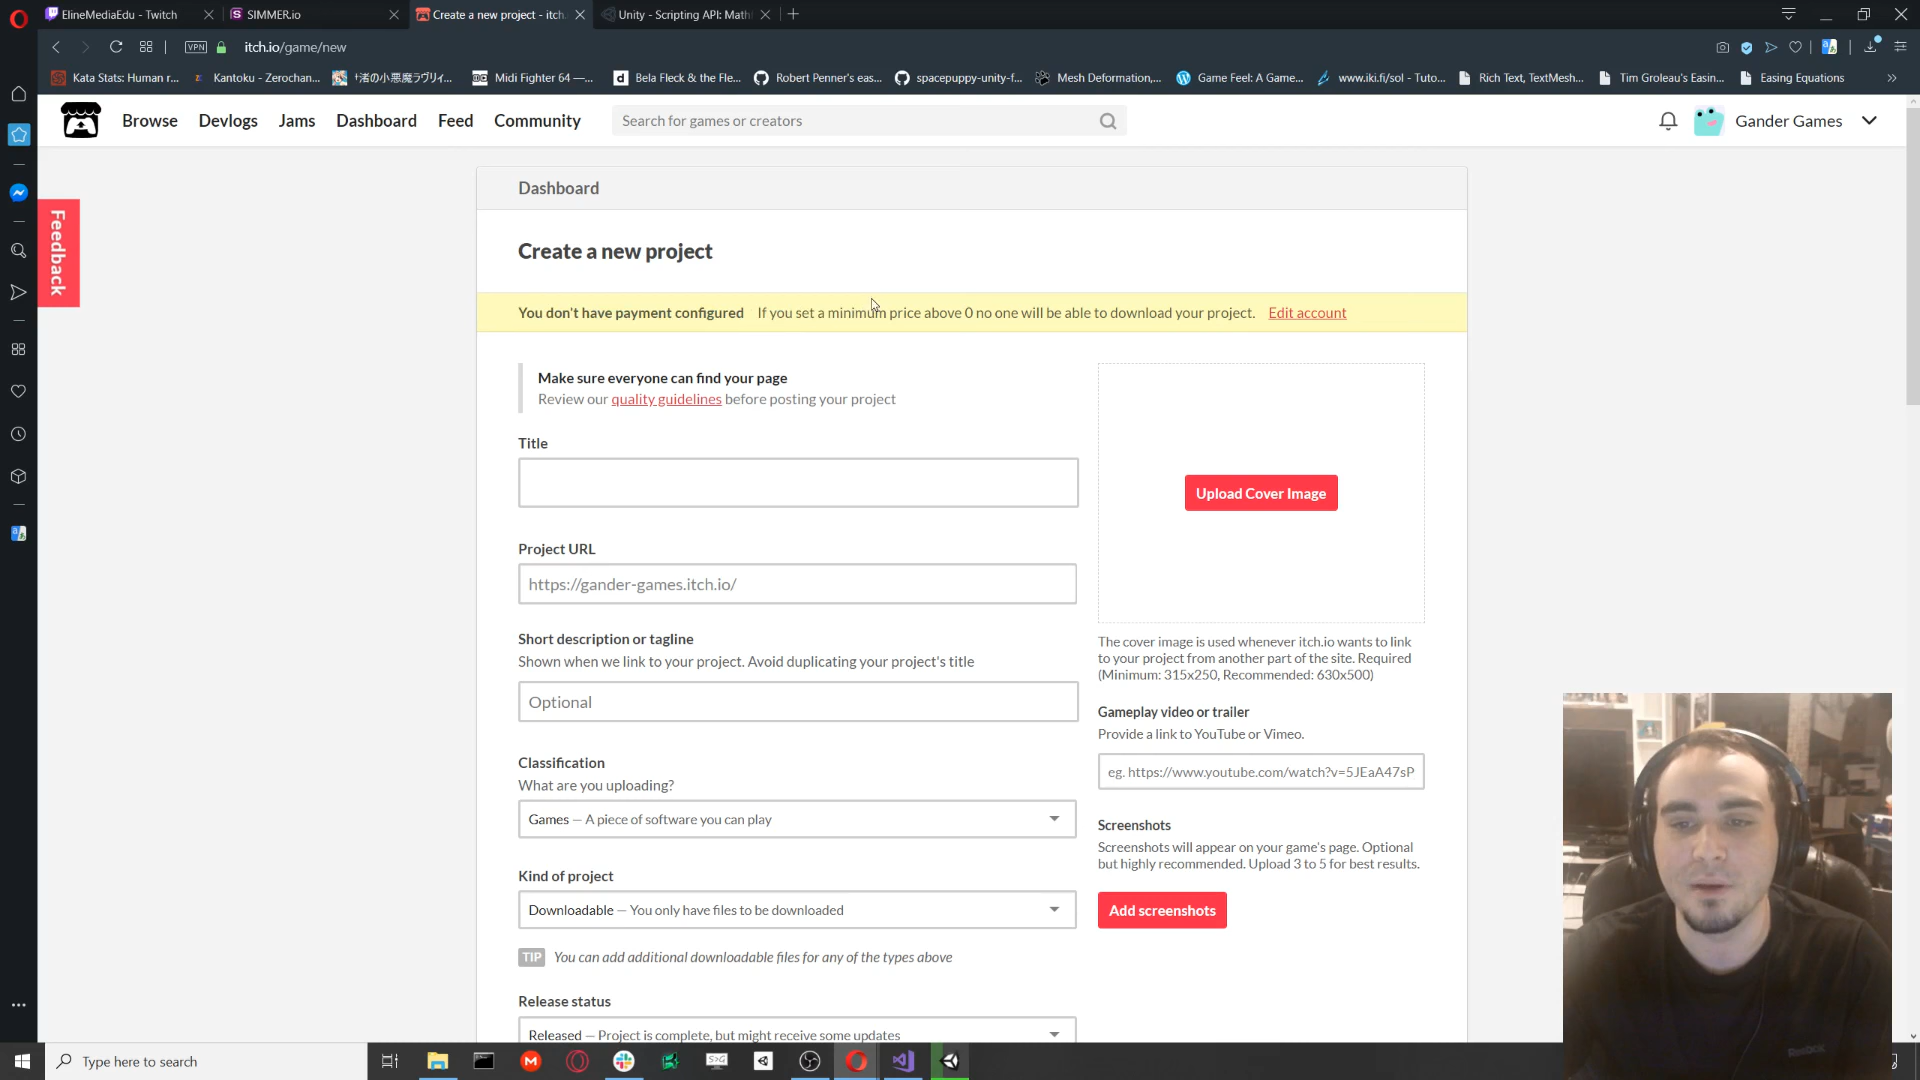 ElineMediaEdu - Twitch
SIMMER.io
Create a new project - itch.
Unity - Scripting API: Math
VPN
itch.io/game/new
Kata Stats: Human r...
Kantoku - Zerochan...
†渚の小悪魔ラヴリィ...
Midi Fighter 64 —...
Bela Fleck & the Fle...
Robert Penner's eas...
spacepuppy-unity-f...
Mesh Deformation,...
Game Feel: A Game...
www.iki.fi/sol - Tuto...
Rich Text, TextMesh...
Tim Groleau's Easin...
Easing Equations
Browse
Devlogs
Jams
Dashboard
Feed
Community
Search for games or creators
Gander Games
Feedback
Dashboard
Create a new project
You don't have payment configured If you set a minimum price above 0 no one will be able to download your project. Edit account
Make sure everyone can find your page
Review our quality guidelines before posting your project
Title
Project URL
https://gander-games.itch.io/
Short description or tagline
Shown when we link to your project. Avoid duplicating your project's title
Optional
Classification
What are you uploading?
Games — A piece of software you can play
Kind of project
Downloadable — You only have files to be downloaded
TIP You can add additional downloadable files for any of the types above
Release status
Released — Project is complete, but might receive some updates
Upload Cover Image
The cover image is used whenever itch.io wants to link
to your project from another part of the site. Required
(Minimum: 315x250, Recommended: 630x500)
Gameplay video or trailer
Provide a link to YouTube or Vimeo.
eg. https://www.youtube.com/watch?v=5JEaA47sP
Screenshots
Screenshots will appear on your game's page. Optional
but highly recommended. Upload 3 to 5 for best results.
Add screenshots
Type here to search
Reebok